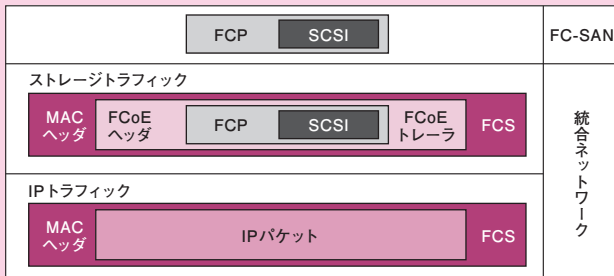 FCP SCSI FC-SAN
ストレージトラフィック
MAC
ヘッダ
FCoE
ヘッダ
FCP SCSI
FCoE
トレーラ
FCS
統合ネットワーク
IPトラフィック
MAC
ヘッダ
IPパケット
FCS